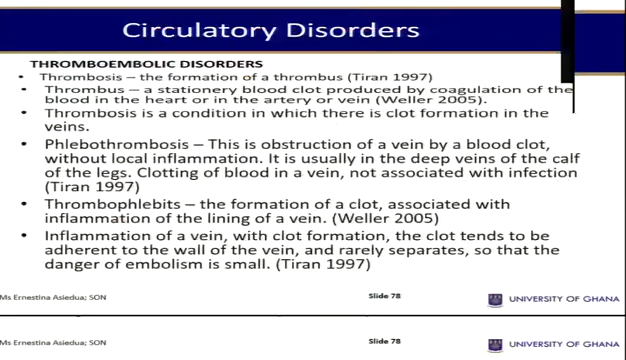 Circulatory Disorders
THROMBOEMBOLIC DISORDERS
• Thrombosis – the formation of a thrombus (Tiran 1997)
• Thrombus – a stationery blood clot produced by coagulation of the
blood in the heart or in the artery or vein (Weller 2005).
• Thrombosis is a condition in which there is clot formation in the
veins.
• Phlebothrombosis – This is obstruction of a vein by a blood clot,
without local inflammation. It is usually in the deep veins of the calf
of the legs. Clotting of blood in a vein, not associated with infection
(Tiran 1997)
• Thrombophlebits – the formation of a clot, associated with
inflammation of the lining of a vein. (Weller 2005)
• Inflammation of a vein, with clot formation, the clot tends to be
adherent to the wall of the vein, and rarely separates, so that the
danger of embolism is small. (Tiran 1997)
Ms Ernestina Asiedua; SON
Slide 78
UNIVERSITY OF GHANA
Ms Ernestina Asiedua; SON
Slide 78
UNIVERSITY OF GHANA